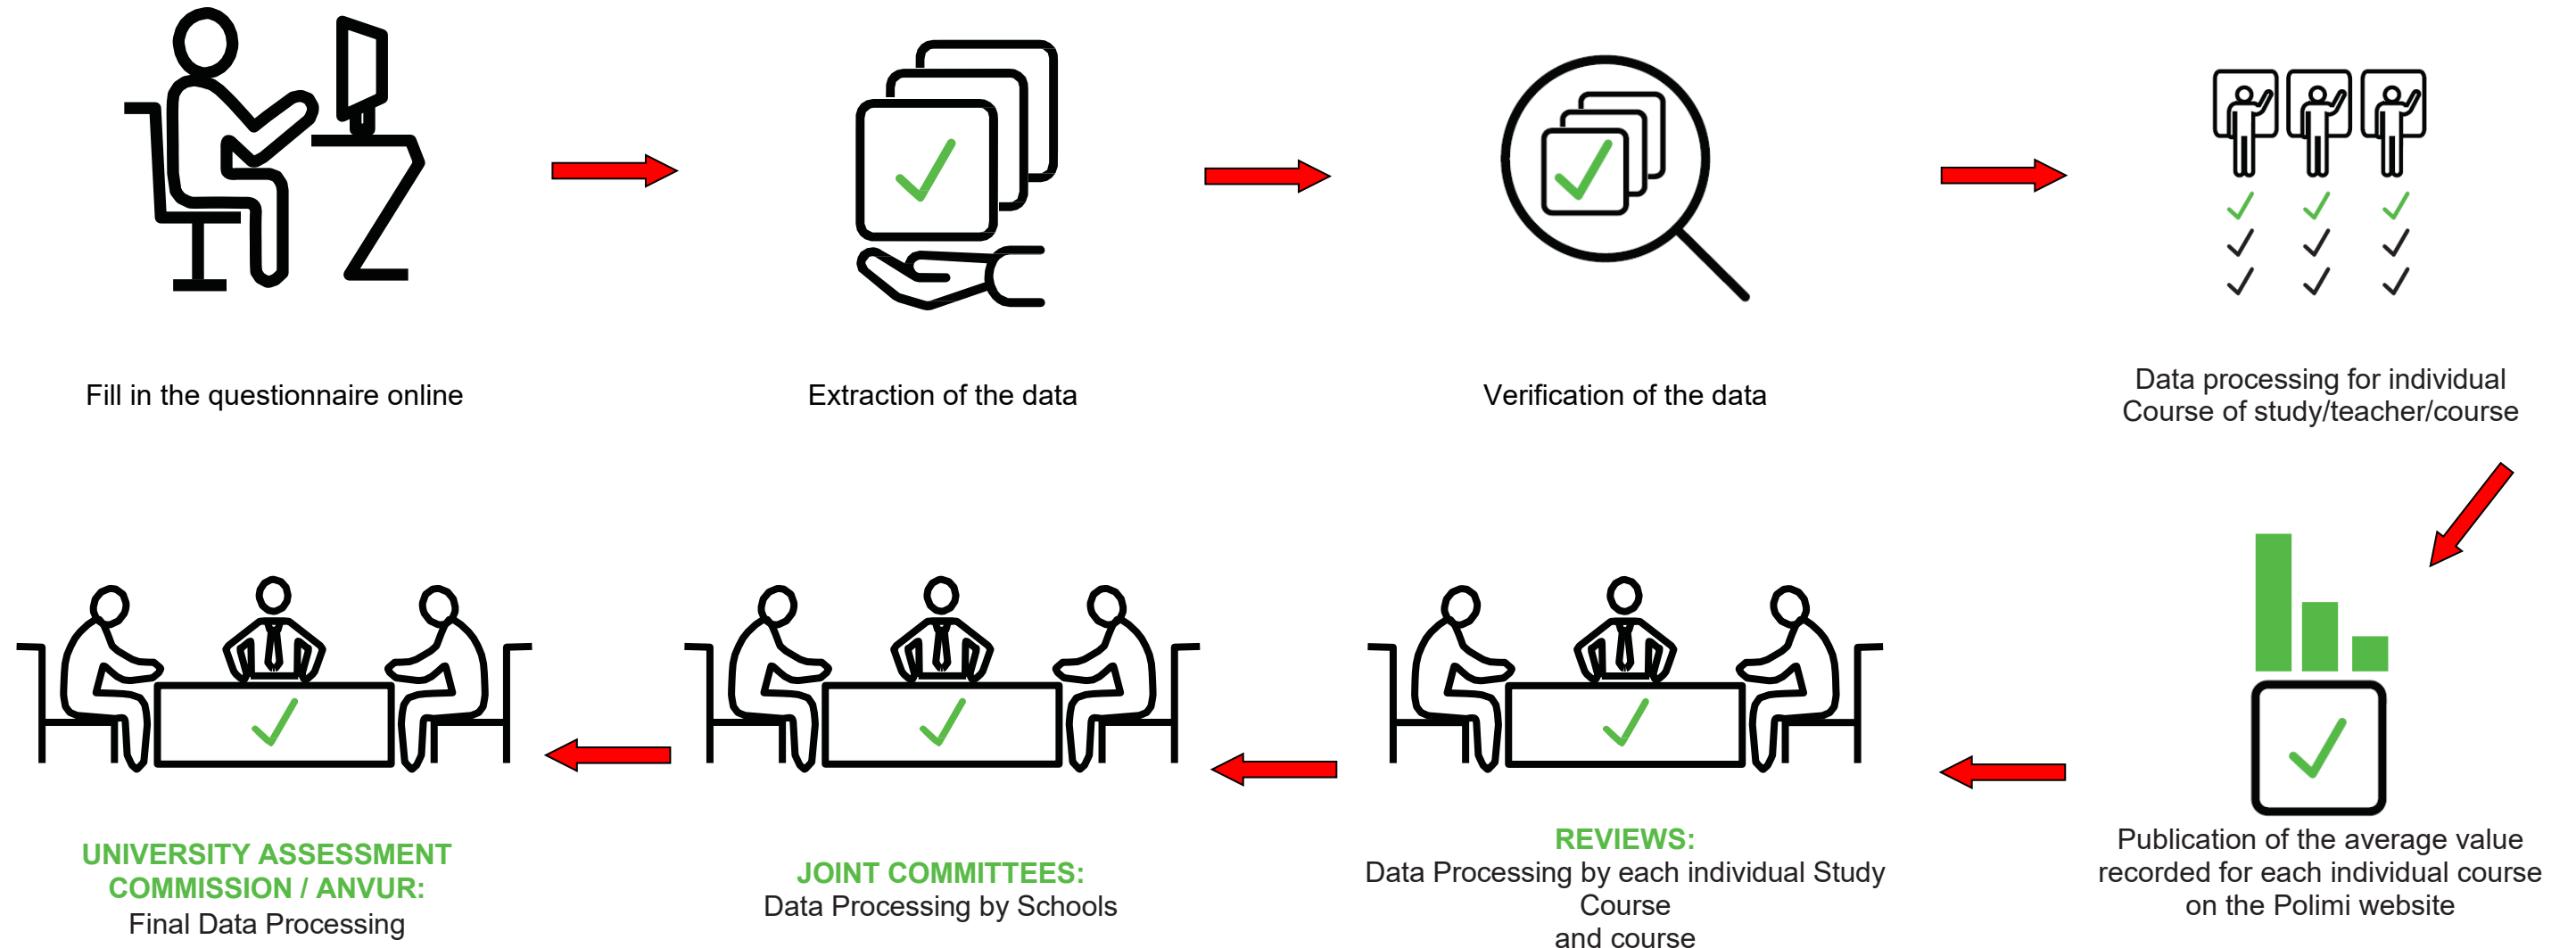 Fill in the questionnaire online
Extraction of the data
Verification of the data
Data processing for individual
Course of study/teacher/course
UNIVERSITY ASSESSMENT
COMMISSION / ANVUR:
Final Data Processing
JOINT COMMITTEES:
Data Processing by Schools
REVIEWS:
Data Processing by each individual Study
Course
and course
Publication of the average value
recorded for each individual course
on the Polimi website